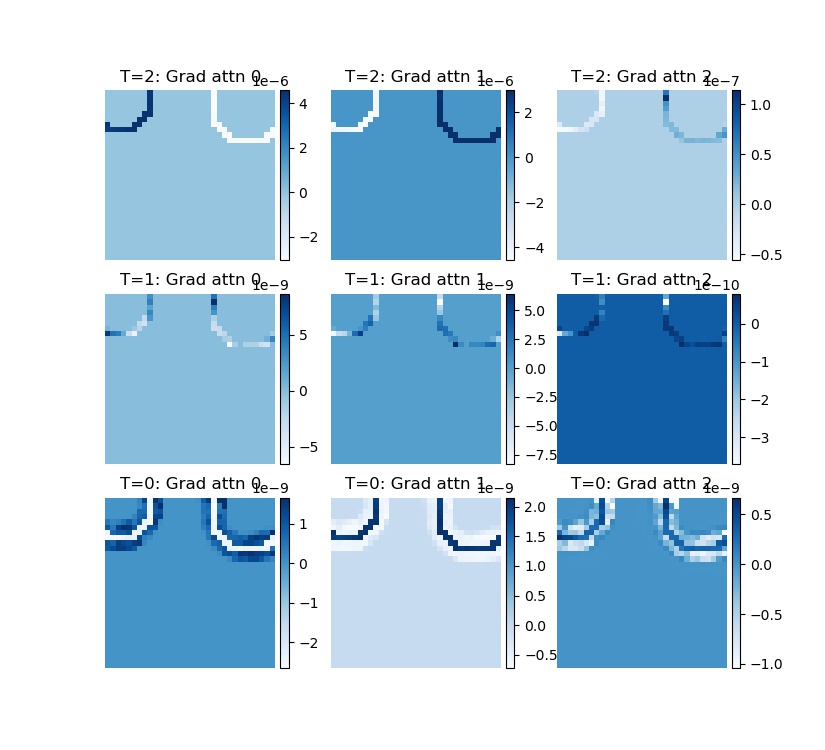 T=2: Grad attn 0
1e−6
4
2
0
−2
T=2: Grad attn 1
1e−6
2
0
−2
−4
T=2: Grad attn 2
1e−7
1.0
0.5
0.0
−0.5
T=1: Grad attn 0
1e−9
5
0
−5
T=1: Grad attn 1
1e−9
5.0
2.5
0.0
−2.5
−5.0
−7.5
T=1: Grad attn 2
1e−10
0
−1
−2
−3
T=0: Grad attn 0
1e−9
1
0
−1
−2
T=0: Grad attn 1
1e−9
2.0
1.5
1.0
0.5
0.0
−0.5
T=0: Grad attn 2
1e−9
0.5
0.0
−0.5
−1.0